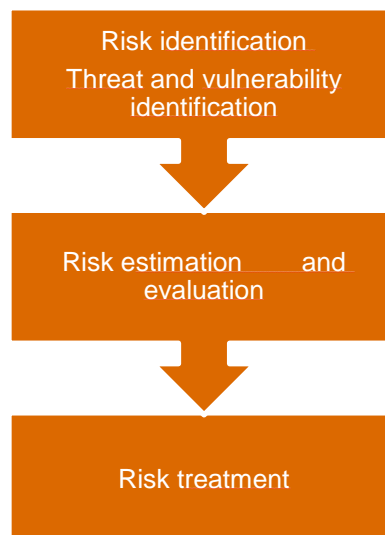 Risk identification
Threat and vulnerability
identification
Risk estimation and
evaluation
Risk treatment